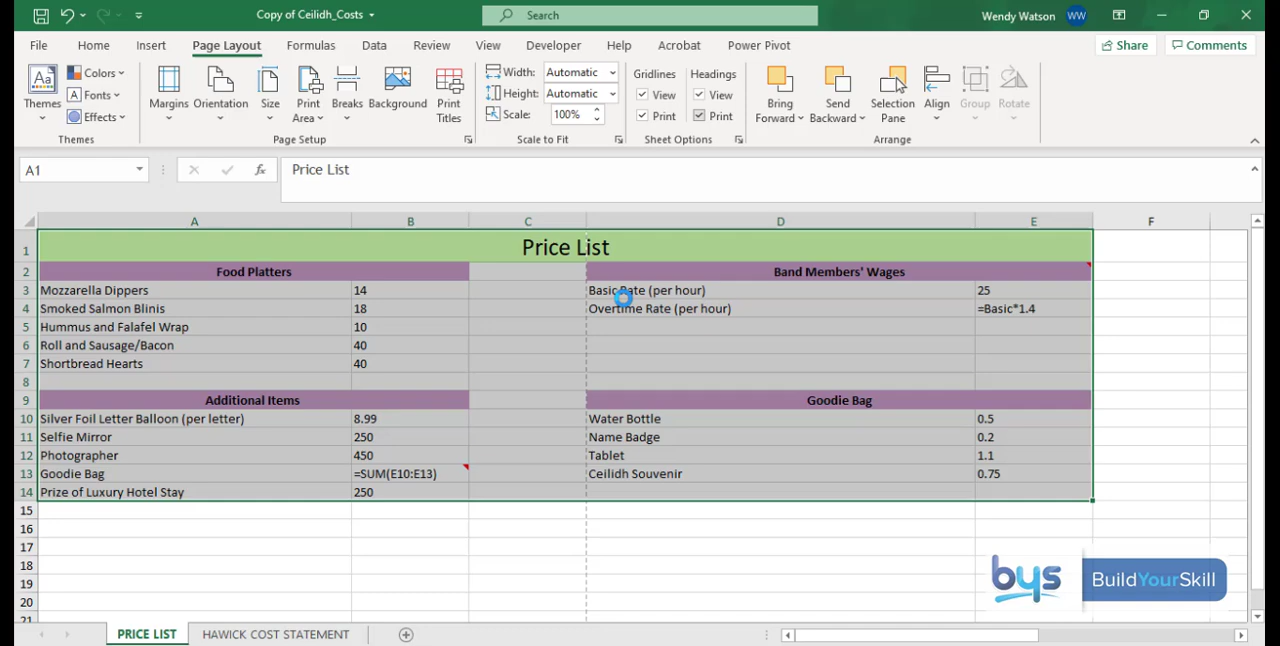 Copy of Ceilidh_Costs
Search
Wendy Watson WW
File Home Insert Page Layout Formulas Data Review View Developer Help Acrobat Power Pivot Share Comments
Themes
Colors
Fonts
Effects
Themes
Margins
Orientation
Size
Print Area
Breaks
Background
Print Titles
Page Setup
Width: Automatic
Height: Automatic
Scale: 100%
Scale to Fit
Gridlines
View
Print
Headings
View
Print
Sheet Options
Bring Forward
Send Backward
Selection Pane
Align
Group
Rotate
Arrange
A1 fx Price List
A B C D E F
1 Price List
2 Food Platters Band Members' Wages
3 Mozzarella Dippers 14 Basic Rate (per hour) 25
4 Smoked Salmon Blinis 18 Overtime Rate (per hour) =Basic*1.4
5 Hummus and Falafel Wrap 10
6 Roll and Sausage/Bacon 40
7 Shortbread Hearts 40
8
9 Additional Items Goodie Bag
10 Silver Foil Letter Balloon (per letter) 8.99 Water Bottle 0.5
11 Selfie Mirror 250 Name Badge 0.2
12 Photographer 450 Tablet 1.1
13 Goodie Bag =SUM(E10:E13) Ceilidh Souvenir 0.75
14 Prize of Luxury Hotel Stay 250
15
16
17
18
19
20
21
bys BuildYourSkill
PRICE LIST HAWICK COST STATEMENT